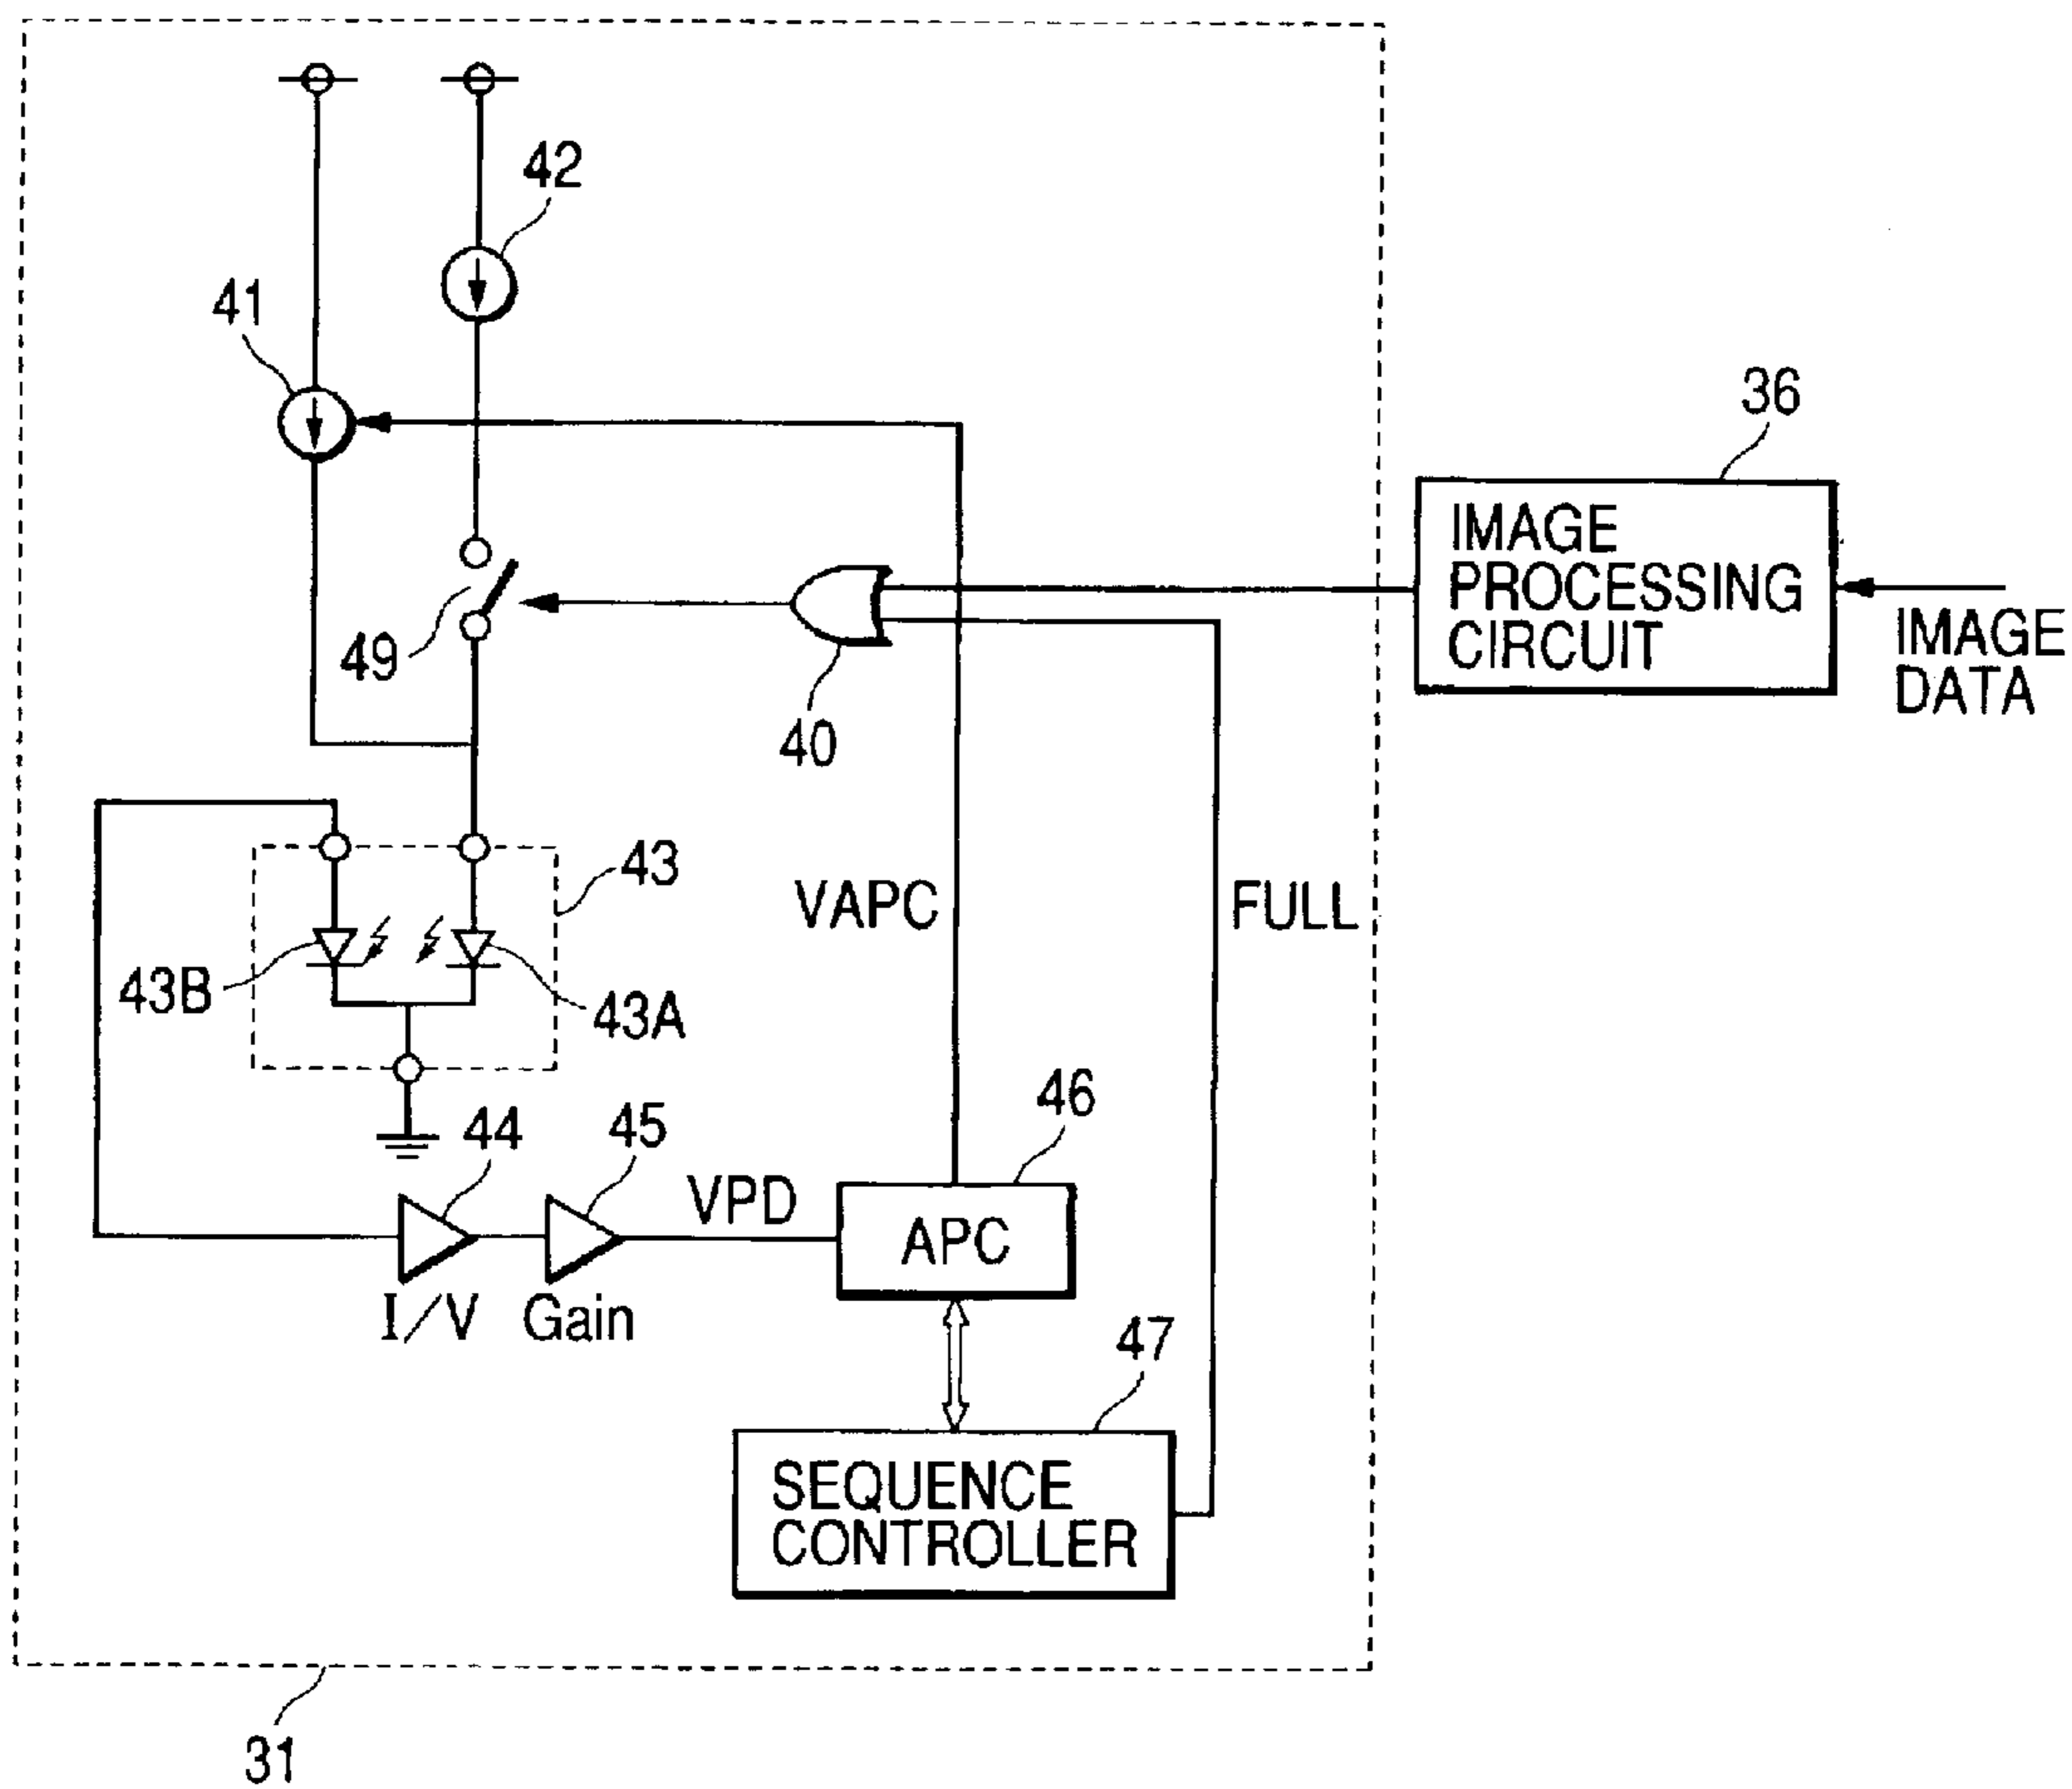 42
41
36
IMAGE
PROCESSING
CIRCUIT
IMAGE
DATA
49
40
43
VAPC
FULL
43B
43A
46
44
45
VPD
APC
I/V
Gain
47
SEQUENCE
CONTROLLER
31